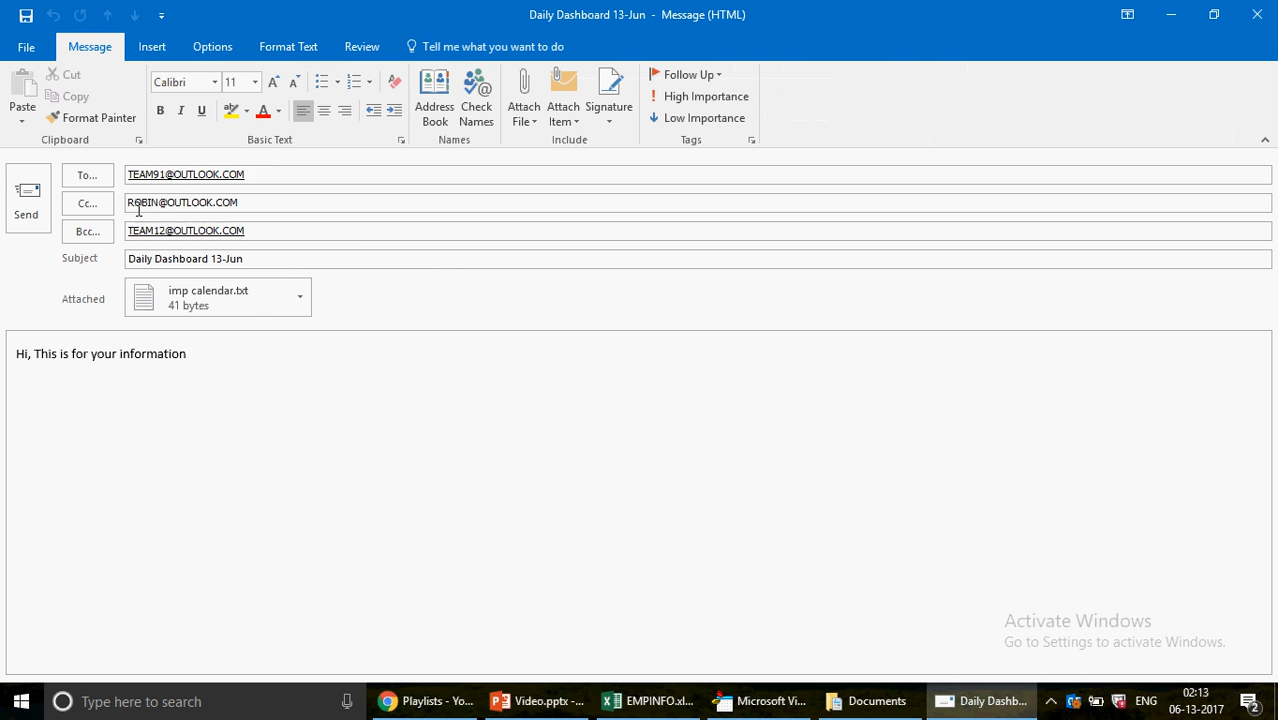 Daily Dashboard 13-Jun - Message (HTML)
File Message Insert Options Format Text Review Tell me what you want to do
Paste
Cut
Copy
Format Painter
Clipboard
Calibri 11
B I U A
Basic Text
Address Book
Check Names
Names
Attach File
Attach Item
Signature
Include
Follow Up
High Importance
Low Importance
Tags
Send
To... TEAM91@OUTLOOK.COM
Cc... ROBIN@OUTLOOK.COM
Bcc... TEAM12@OUTLOOK.COM
Subject Daily Dashboard 13-Jun
Attached imp calendar.txt
41 bytes
Hi, This is for your information
Activate Windows
Go to Settings to activate Windows.
Type here to search
Playlists - Yo...
Video.pptx -...
EMPINFO.xl...
Microsoft Vi...
Documents
Daily Dashb...
ENG
02:13
06-13-2017
2